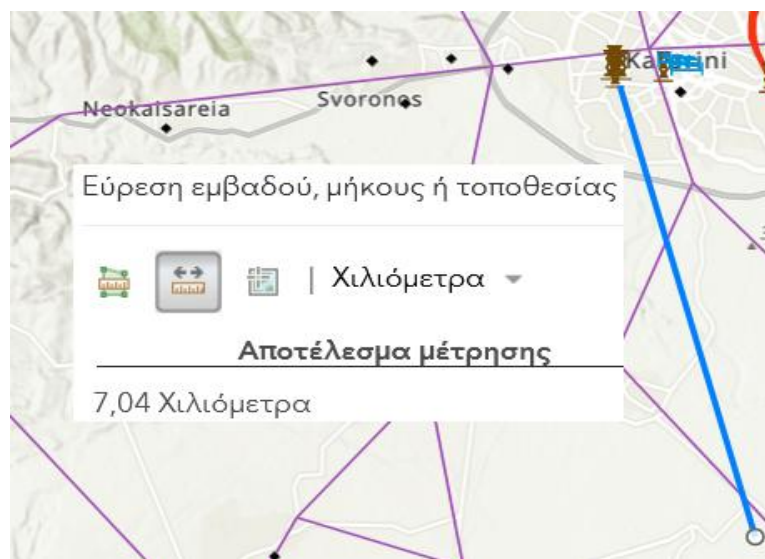 Neokaisareia
Svoronos
Εύρεση εμβαδού, μήκους ή τοποθεσίας
| Χιλιόμετρα
Αποτέλεσμα μέτρησης
7,04 Χιλιόμετρα